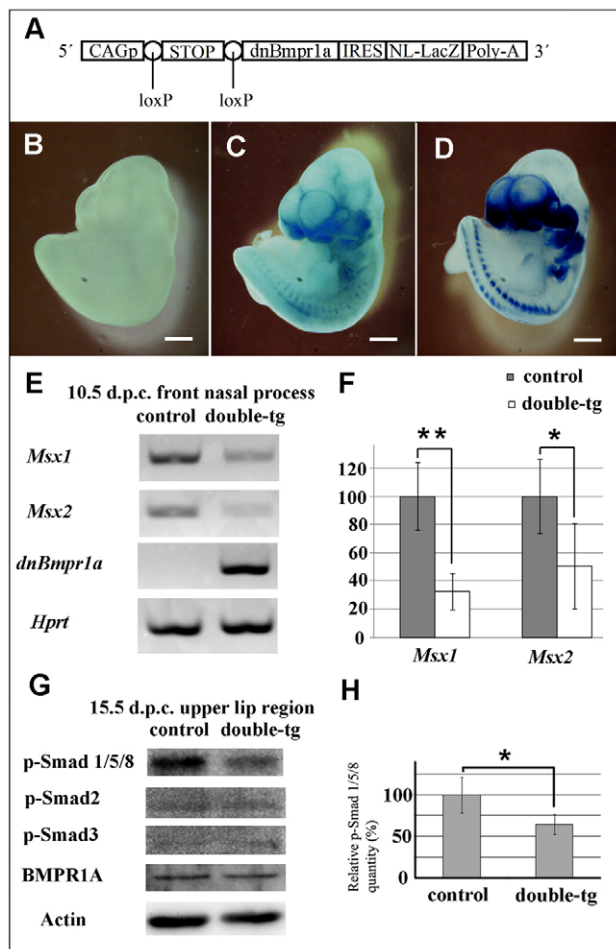 A
5´ CAGp STOP dnBmpr1a IRES NL-LacZ Poly-A 3´
loxP loxP
B C D
E
10.5 d.p.c. front nasal process
control double-tg
Msx1
Msx2
dnBmpr1a
Hprt
F
control
double-tg
** *
120
100
80
60
40
20
0
Msx1 Msx2
G
15.5 d.p.c. upper lip region
control double-tg
p-Smad 1/5/8
p-Smad2
p-Smad3
BMPR1A
Actin
H
*
Relative p-Smad 1/5/8
quantity (%)
100
50
0
control double-tg